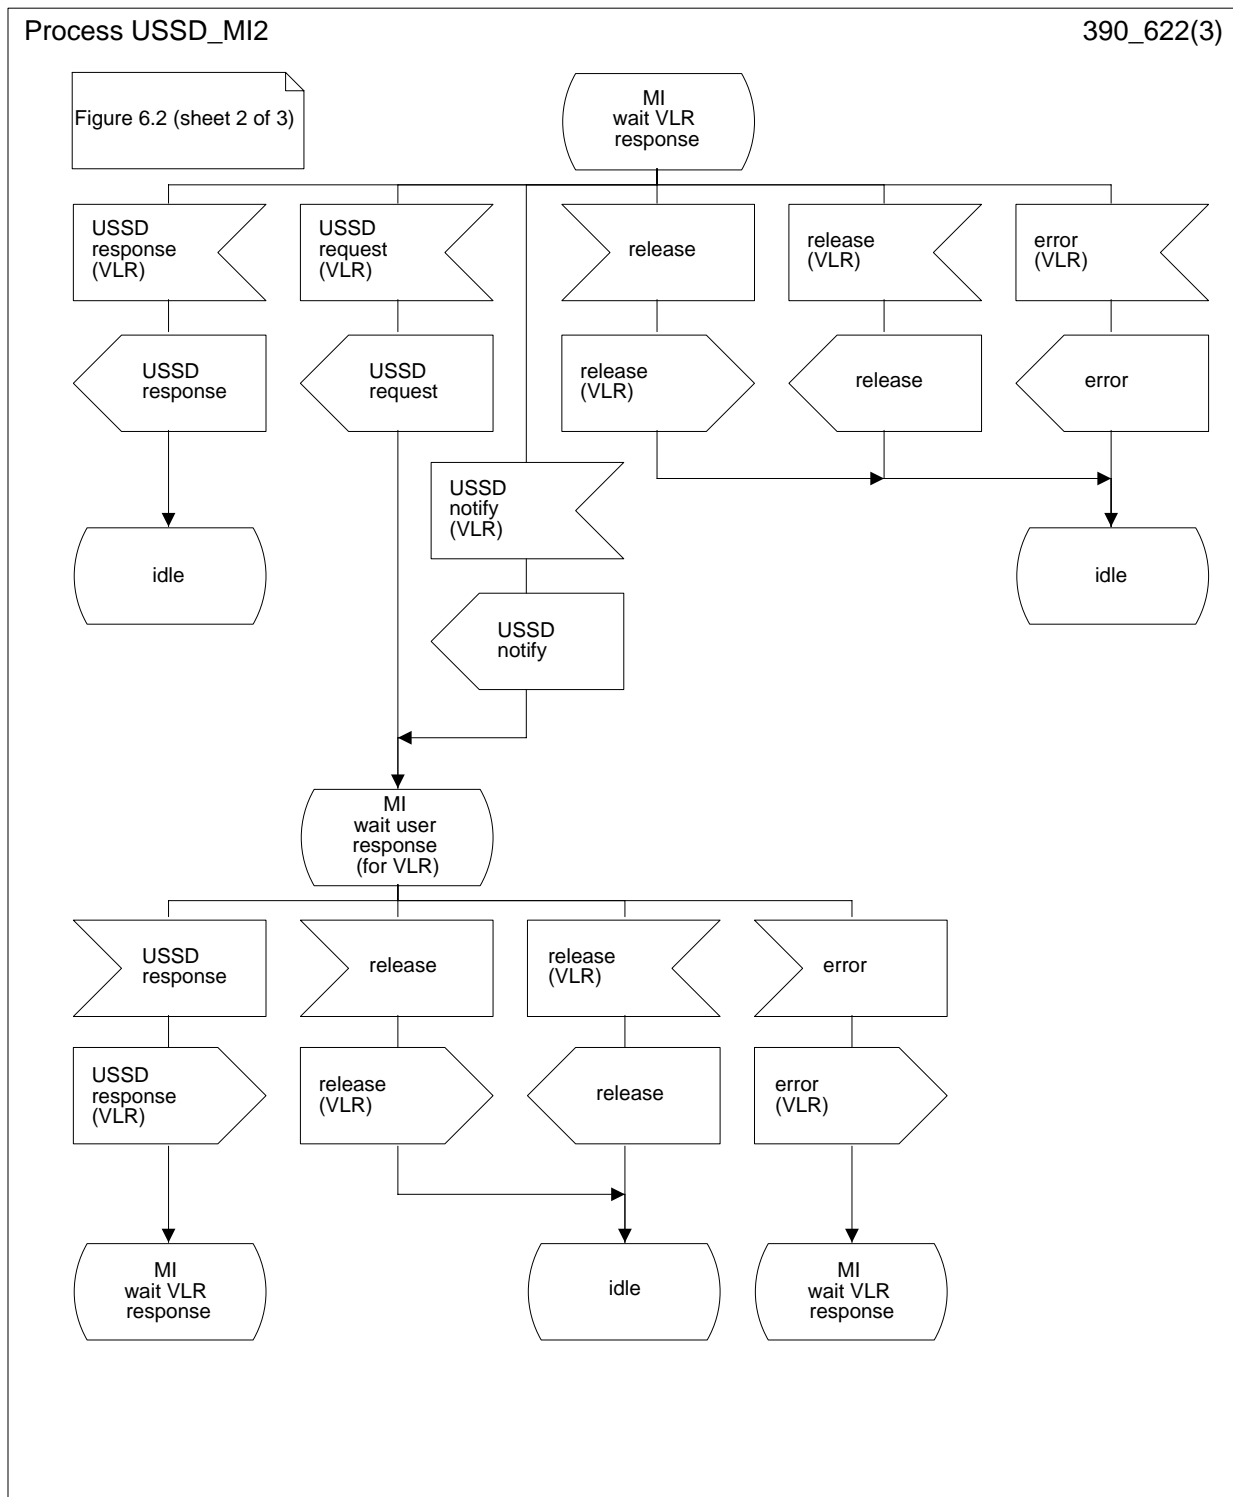 Process USSD_MI2
390_622(3)
Figure 6.2 (sheet 2 of 3)
MI
wait VLR
response
USSD
response
(VLR)
USSD
request
(VLR)
release
release
(VLR)
error
(VLR)
USSD
response
USSD
request
release
(VLR)
release
error
USSD
notify
(VLR)
idle
idle
USSD
notify
MI
wait user
response
(for VLR)
USSD
response
release
release
(VLR)
error
USSD
response
(VLR)
release
(VLR)
release
error
(VLR)
MI
wait VLR
response
idle
MI
wait VLR
response